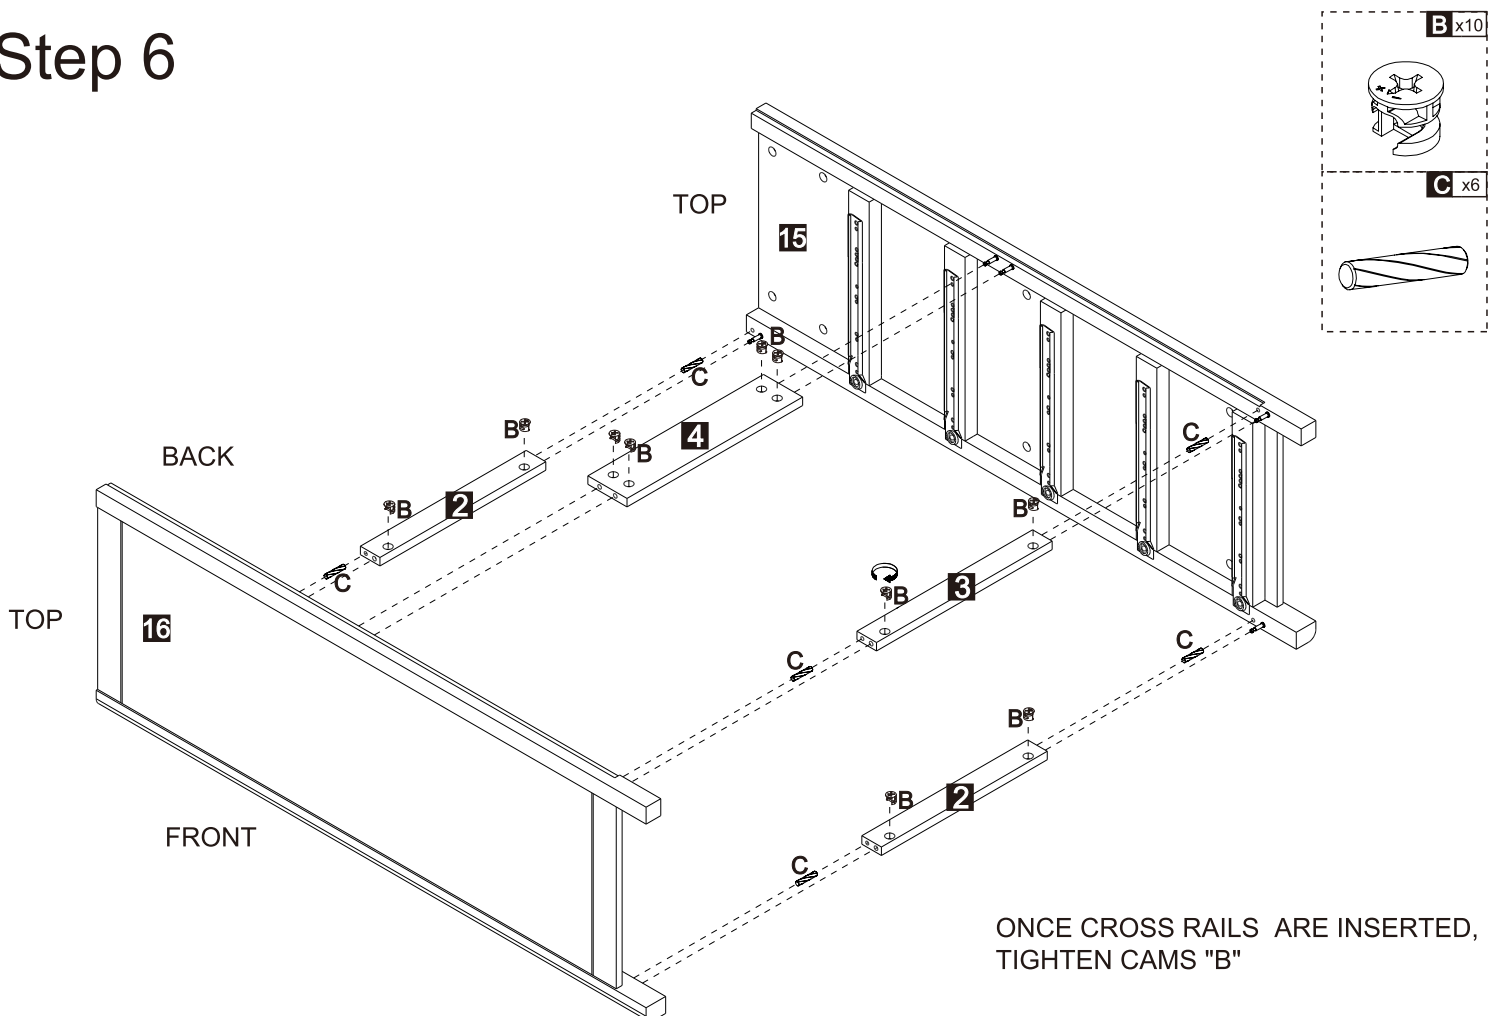 Step 6
B x10
C x6
TOP
15
B
C
B
4
B
BACK
2
B
C
C
B
TOP
16
B
3
C
C
B
FRONT
B
2
C
ONCE CROSS RAILS ARE INSERTED,
TIGHTEN CAMS "B"